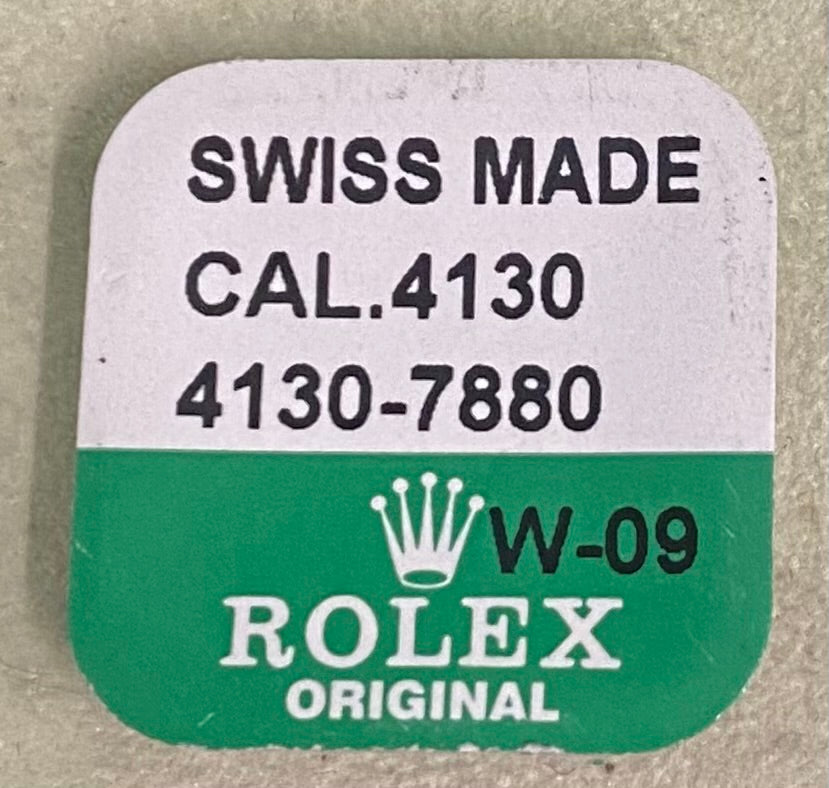 SWISS MADE
CAL.4130
4130-7880
W-09
ROLEX
ORIGINAL